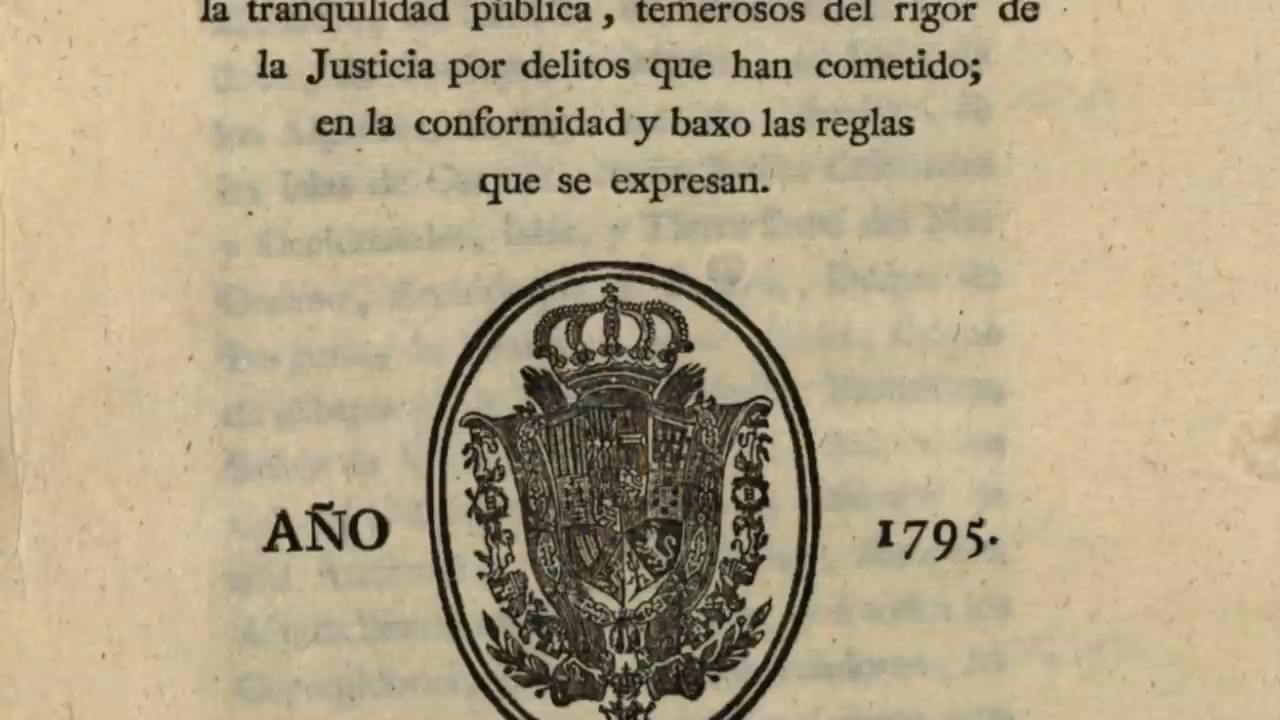 la tranquilidad pública, temerosos del rigor de
la Justicia por delitos que han cometido;
en la conformidad y baxo las reglas
que se expresan.
AÑO 1795.